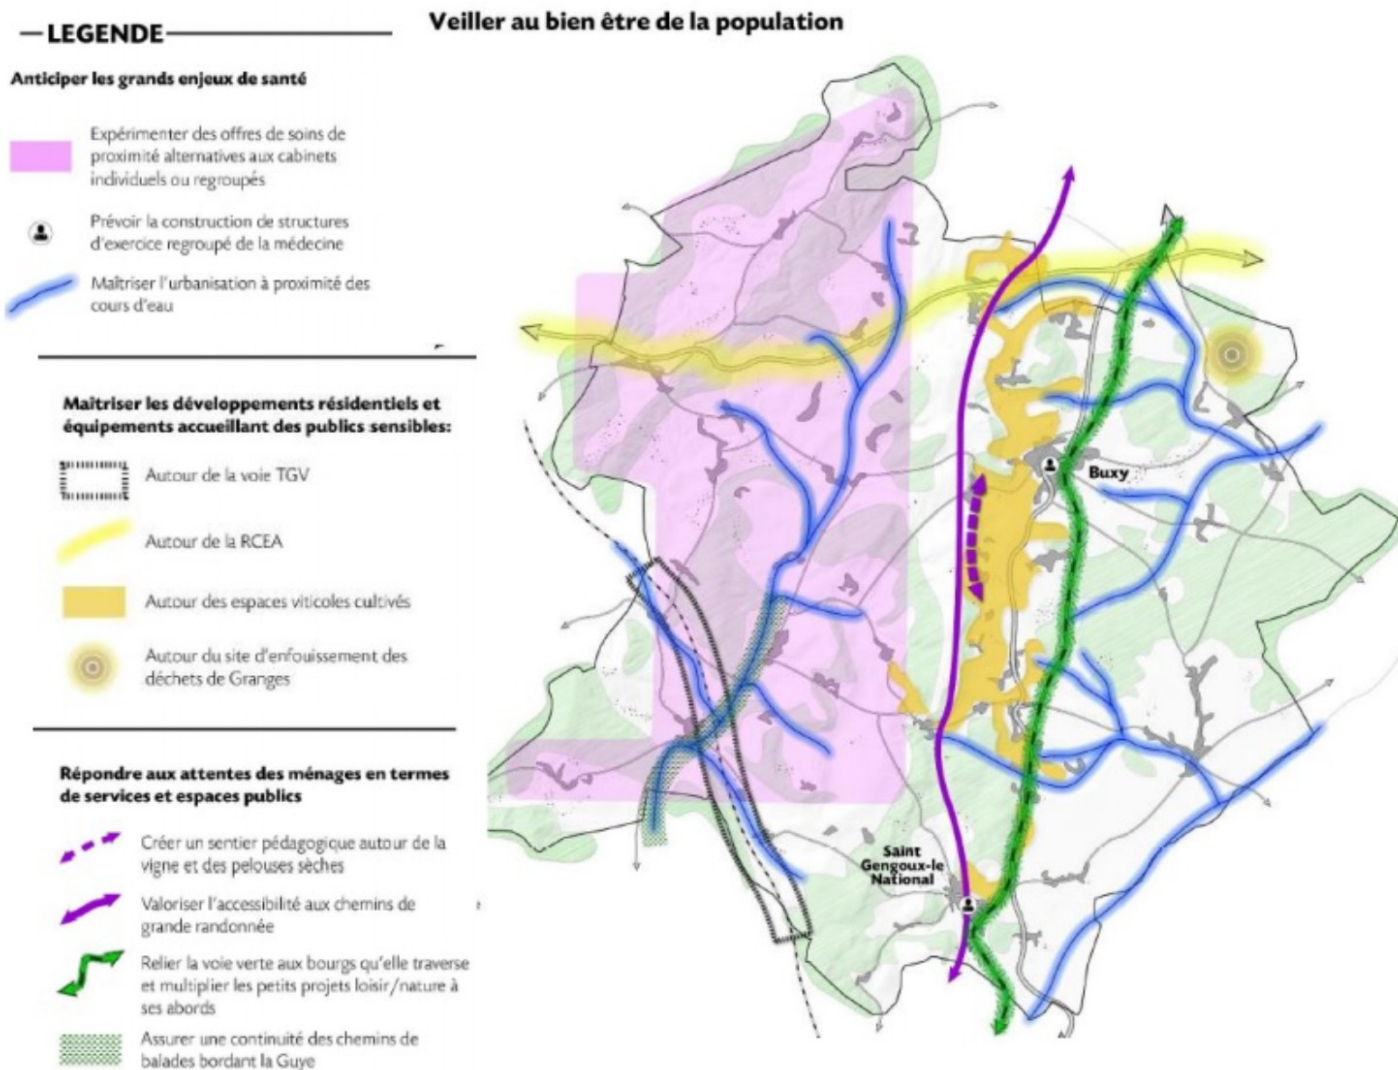 Veiller au bien être de la population
LEGENDE
Anticiper les grands enjeux de santé
Expérimenter des offres de soins de
proximité alternatives aux cabinets
individuels ou regroupés
Prévoir la construction de structures
d'exercice regroupé de la médecine
Maîtriser l'urbanisation à proximité des
cours d'eau
Maîtriser les développements résidentiels et
équipements accueillant des publics sensibles:
Autour de la voie TGV
Autour de la RCEA
Autour des espaces viticoles cultivés
Autour du site d'enfouissement des
déchets de Granges
Répondre aux attentes des ménages en termes
de services et espaces publics
Créer un sentier pédagogique autour de la
vigne et des pelouses sèches
Valoriser l'accessibilité aux chemins de
grande randonnée
Relier la voie verte aux bourgs qu'elle traverse
et multiplier les petits projets loisir/nature à
ses abords
Assurer une continuité des chemins de
balades bordant la Guye
Buxy
Saint
Gengoux-le
National